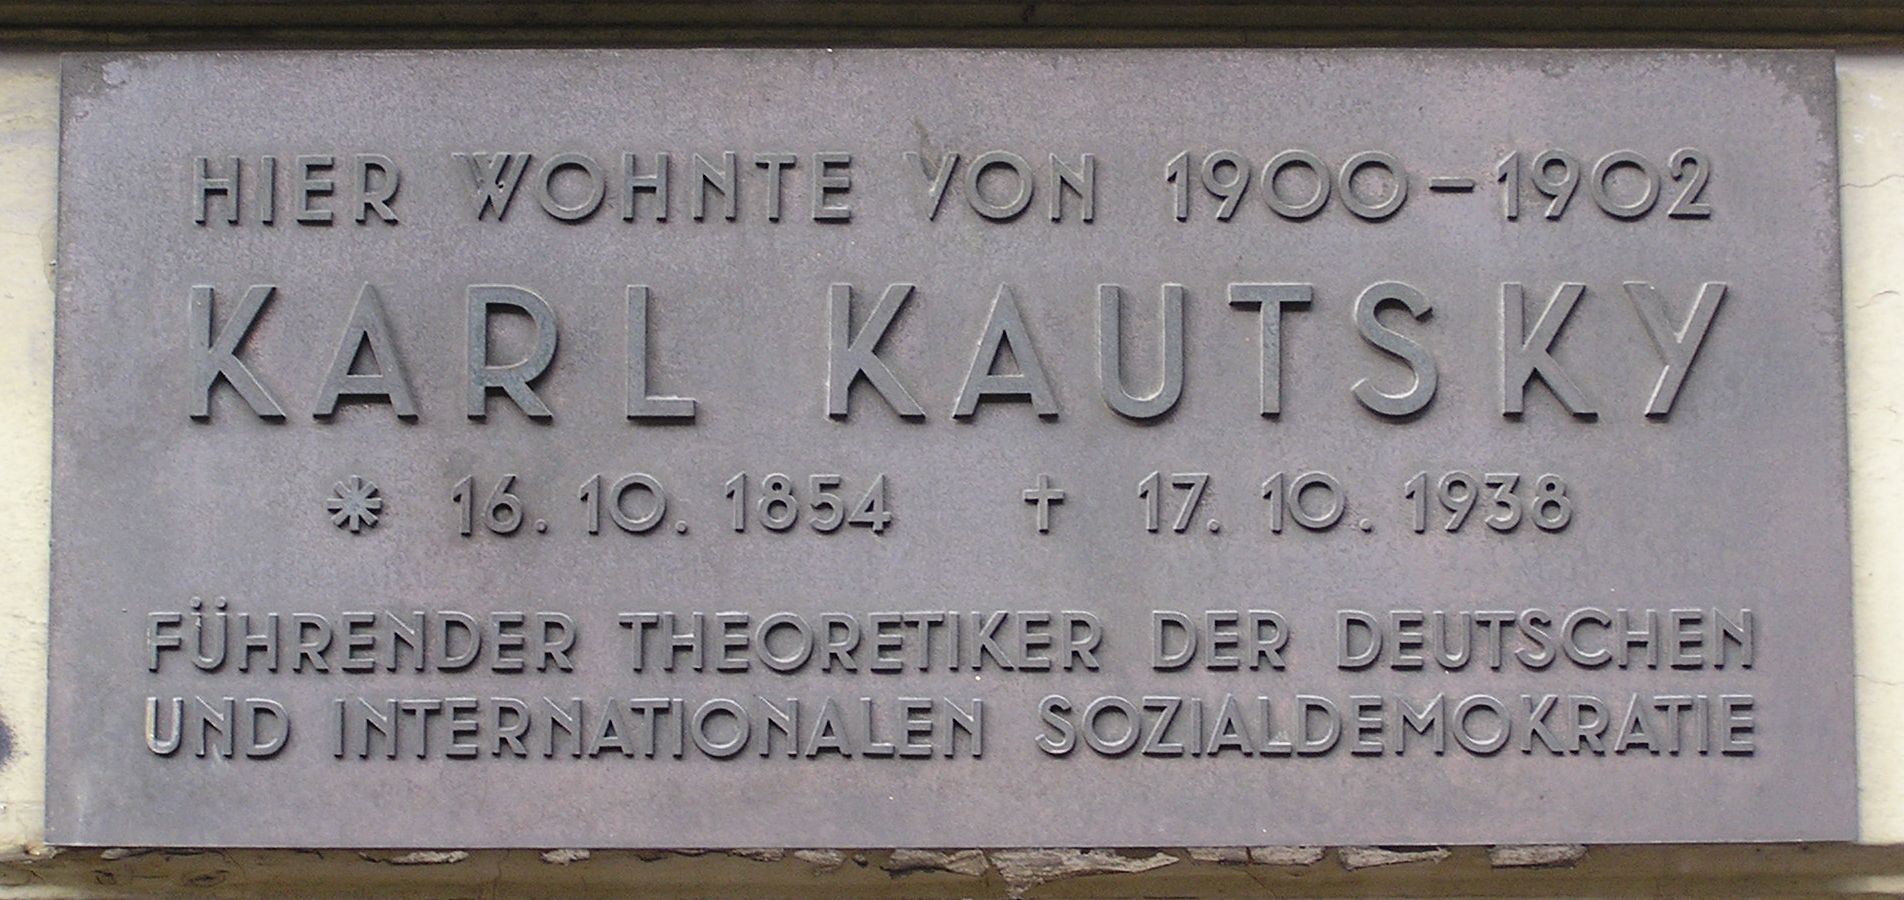 HIER WOHNTE VON 1900–1902
KARL KAUTSKY
* 16. 10. 1854 † 17. 10. 1938
FÜHRENDER THEORETIKER DER DEUTSCHEN
UND INTERNATIONALEN SOZIALDEMOKRATIE